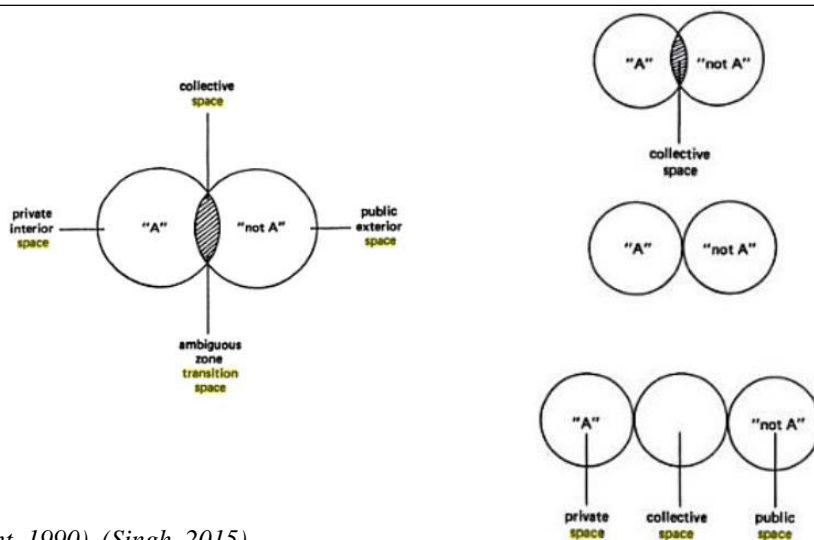 collective
space
private
interior
space
"A"
"not A"
public
exterior
space
ambiguous
zone
transition
space
"A"
"not A"
collective
space
"A"
"not A"
"A"
"not A"
private
space
collective
space
public
space
1990) (Singh, 2015)